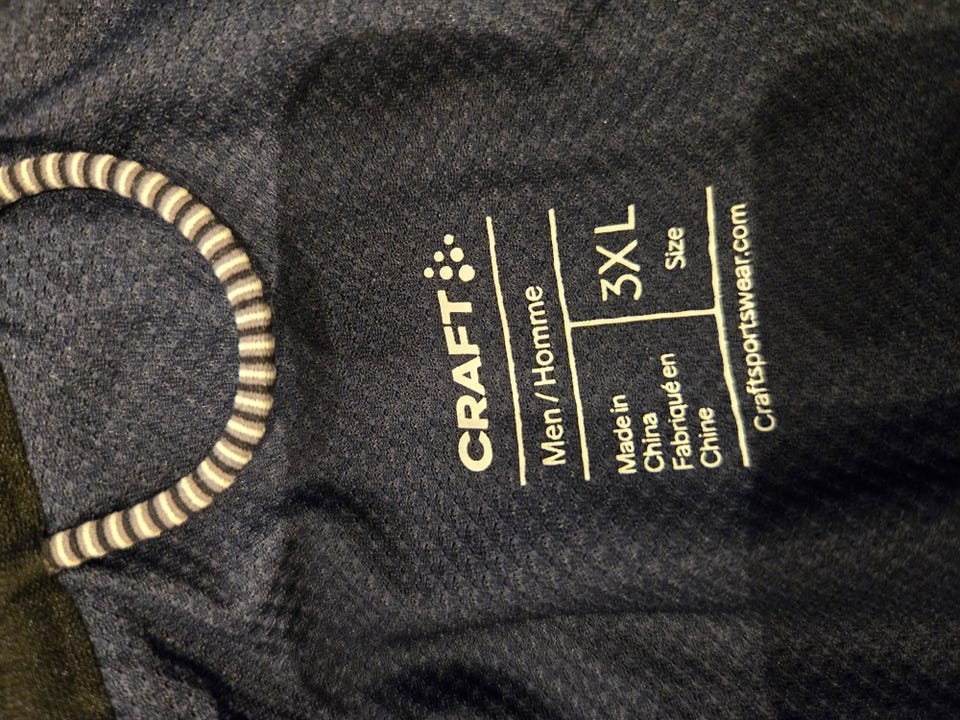 CRAFT
Men / Homme
Made in
China
Fabriqué en
Chine
3XL
Size
Craftsportswear.com